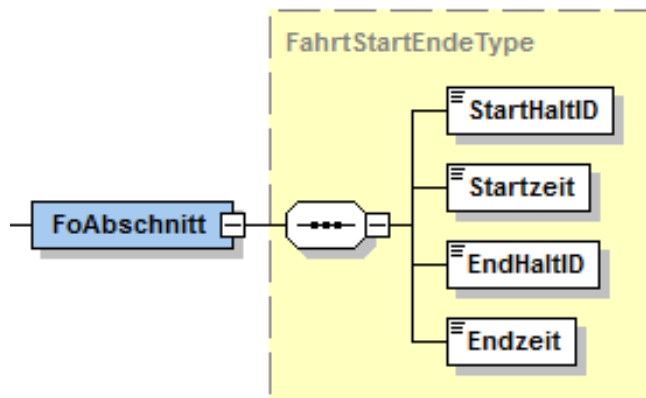 FahrtStartEndeType
StartHaltID
Startzeit
FoAbschnitt
EndHaltID
Endzeit